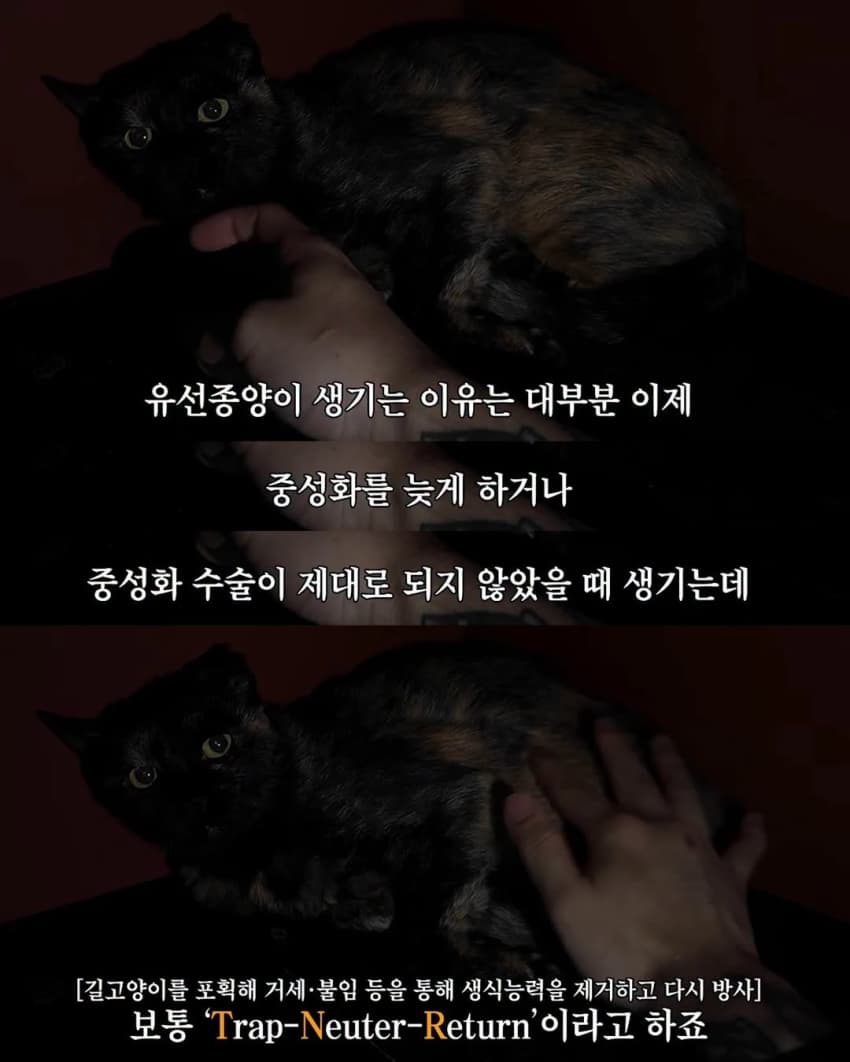 유선종양이 생기는 이유는 대부분 이제
중성화를 늦게 하거나
중성화 수술이 제대로 되지 않았을 때 생기는데
[길고양이를 포획해 거세·불임 등을 통해 생식능력을 제거하고 다시 방사]
보통 ‘Trap-Neuter-Return’이라고 하죠